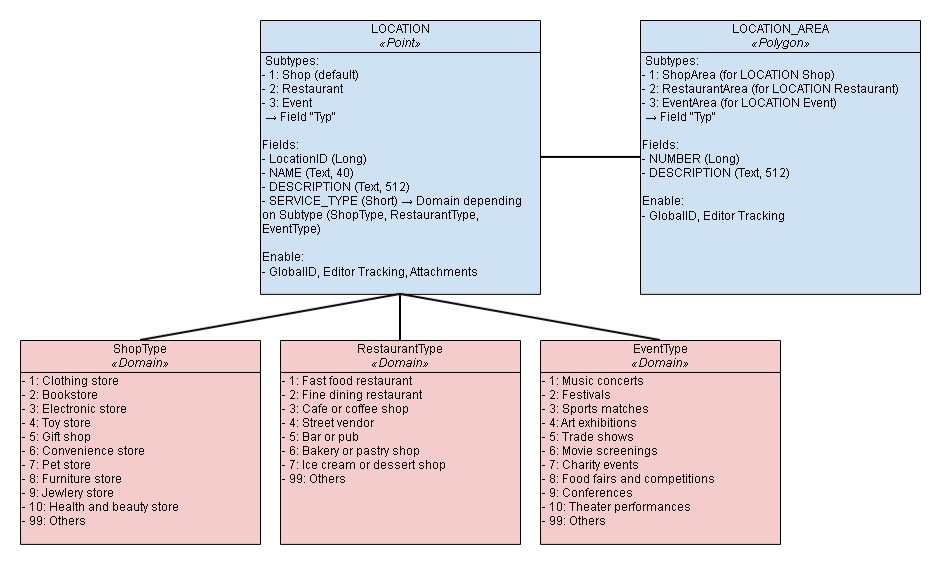 LOCATION
«Point»
Subtypes:
- 1: Shop (default)
- 2: Restaurant
- 3: Event
→ Field "Typ"
Fields:
- LocationID (Long)
- NAME (Text, 40)
- DESCRIPTION (Text, 512)
- SERVICE_TYPE (Short) → Domain depending
on Subtype (ShopType, RestaurantType,
EventType)
Enable:
- GlobalID, Editor Tracking, Attachments
LOCATION_AREA
«Polygon»
Subtypes:
- 1: ShopArea (for LOCATION Shop)
- 2: RestaurantArea (for LOCATION Restaurant)
- 3: EventArea (for LOCATION Event)
→ Field "Typ"
Fields:
- NUMBER (Long)
- DESCRIPTION (Text, 512)
Enable:
- GlobalID, Editor Tracking
ShopType
«Domain»
- 1: Clothing store
- 2: Bookstore
- 3: Electronic store
- 4: Toy store
- 5: Gift shop
- 6: Convenience store
- 7: Pet store
- 8: Furniture store
- 9: Jewlery store
- 10: Health and beauty store
- 99: Others
RestaurantType
«Domain»
- 1: Fast food restaurant
- 2: Fine dining restaurant
- 3: Cafe or coffee shop
- 4: Street vendor
- 5: Bar or pub
- 6: Bakery or pastry shop
- 7: Ice cream or dessert shop
- 99: Others
EventType
«Domain»
- 1: Music concerts
- 2: Festivals
- 3: Sports matches
- 4: Art exhibitions
- 5: Trade shows
- 6: Movie screenings
- 7: Charity events
- 8: Food fairs and competitions
- 9: Conferences
- 10: Theater performances
- 99: Others